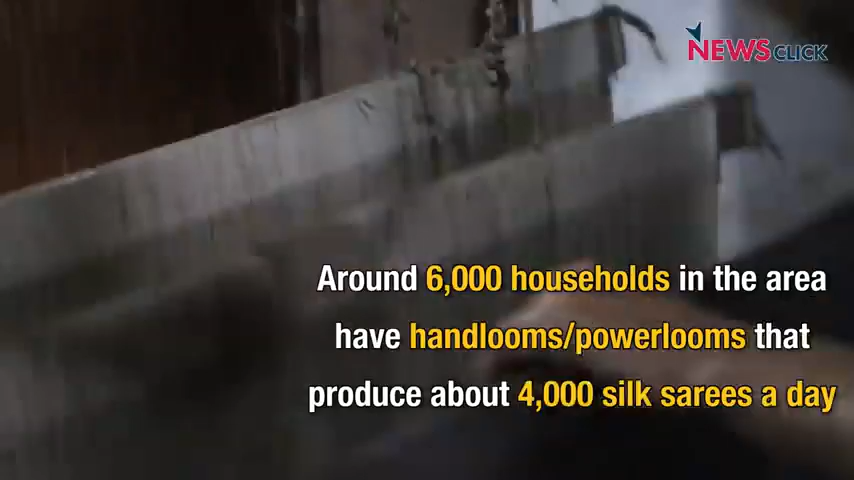 NEWSCLICK
Around 6,000 households in the area
have handlooms/powerlooms that
produce about 4,000 silk sarees a day